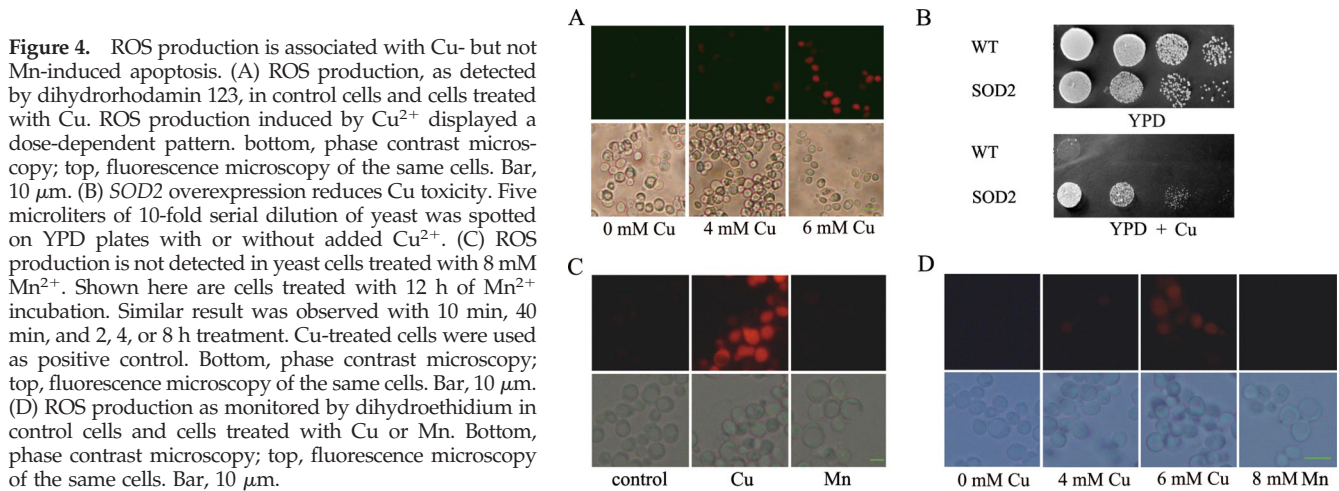 Figure 4. ROS production is associated with Cu- but not
Mn-induced apoptosis. (A) ROS production, as detected
by dihydrorhodamin 123, in control cells and cells treated
with Cu. ROS production induced by Cu2+ displayed a
dose-dependent pattern. bottom, phase contrast micros-
copy; top, fluorescence microscopy of the same cells. Bar,
10 μm. (B) SOD2 overexpression reduces Cu toxicity. Five
microliters of 10-fold serial dilution of yeast was spotted
on YPD plates with or without added Cu2+. (C) ROS
production is not detected in yeast cells treated with 8 mM
Mn2+. Shown here are cells treated with 12 h of Mn2+
incubation. Similar result was observed with 10 min, 40
min, and 2, 4, or 8 h treatment. Cu-treated cells were used
as positive control. Bottom, phase contrast microscopy;
top, fluorescence microscopy of the same cells. Bar, 10 μm.
(D) ROS production as monitored by dihydroethidium in
control cells and cells treated with Cu or Mn. Bottom,
phase contrast microscopy; top, fluorescence microscopy
of the same cells. Bar, 10 μm.
A
0 mM Cu 4 mM Cu 6 mM Cu
B
WT
SOD2
YPD
WT
SOD2
YPD + Cu
C
control Cu Mn
D
0 mM Cu 4 mM Cu 6 mM Cu 8 mM Mn